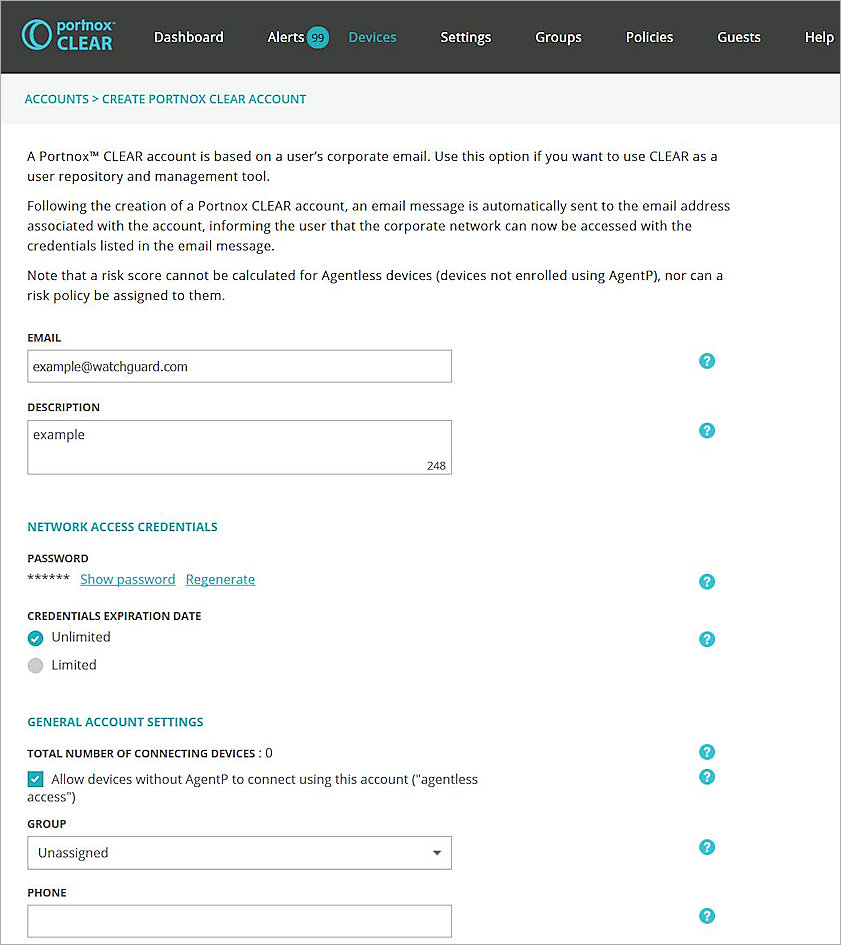 portnox™
CLEAR
Dashboard Alerts 99 Devices Settings Groups Policies Guests Help
ACCOUNTS > CREATE PORTNOX CLEAR ACCOUNT
A Portnox™ CLEAR account is based on a user's corporate email. Use this option if you want to use CLEAR as a
user repository and management tool.
Following the creation of a Portnox CLEAR account, an email message is automatically sent to the email address
associated with the account, informing the user that the corporate network can now be accessed with the
credentials listed in the email message.
Note that a risk score cannot be calculated for Agentless devices (devices not enrolled using AgentP), nor can a
risk policy be assigned to them.
EMAIL
example@watchguard.com
?
DESCRIPTION
example
?
248
NETWORK ACCESS CREDENTIALS
PASSWORD
****** Show password Regenerate
?
CREDENTIALS EXPIRATION DATE
Unlimited
?
Limited
GENERAL ACCOUNT SETTINGS
TOTAL NUMBER OF CONNECTING DEVICES : 0
?
Allow devices without AgentP to connect using this account ("agentless
?
access")
GROUP
Unassigned
?
PHONE
?